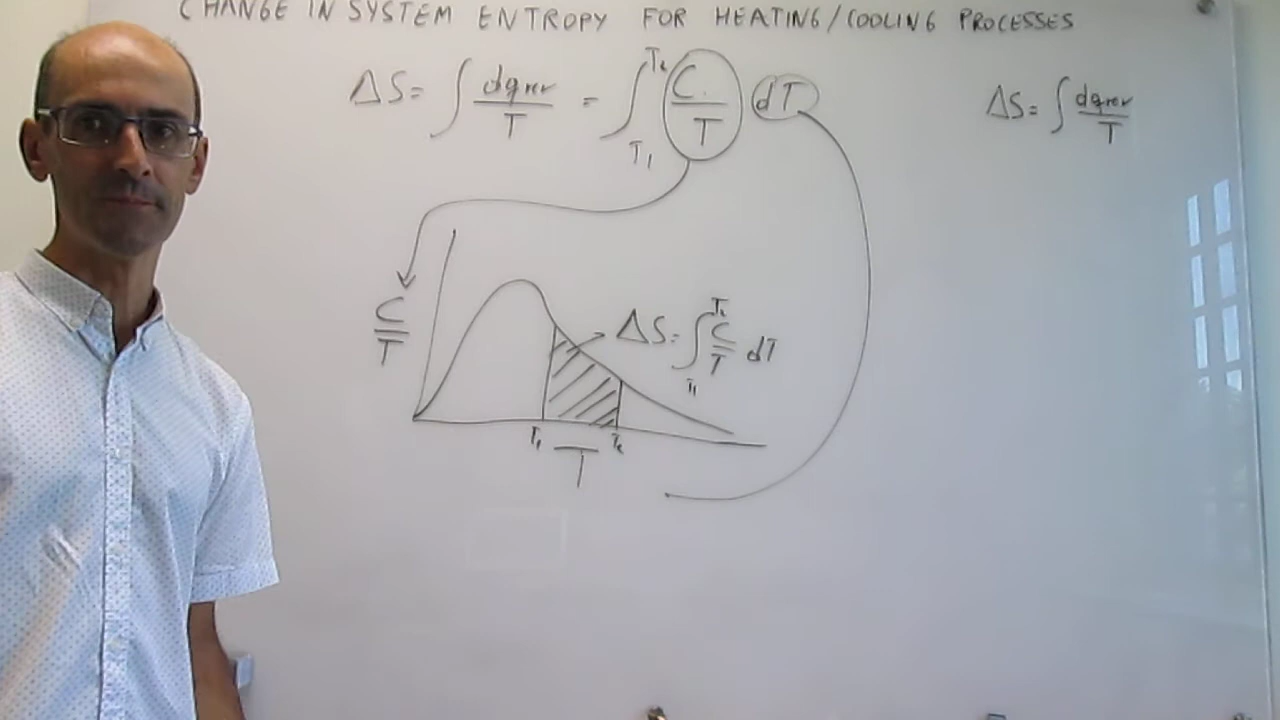 CHANGE IN SYSTEM ENTROPY FOR HEATING/COOLING PROCESSES
ΔS = ∫ dqrev/T = ∫T1T2 C/T dT
ΔS = ∫ dqrev/T
C/T
ΔS = ∫T1T2 C/T dT
T1 T2
T